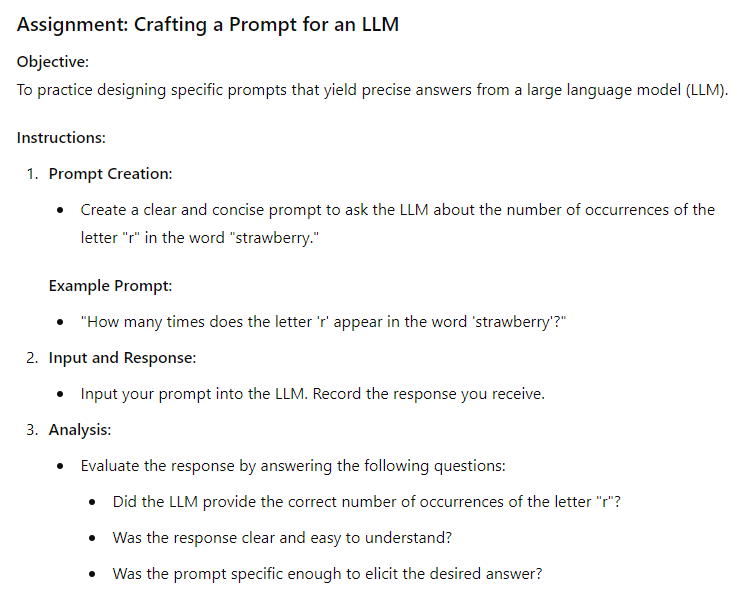 Assignment: Crafting a Prompt for an LLM
Objective:
To practice designing specific prompts that yield precise answers from a large language model (LLM).
Instructions:
1. Prompt Creation:
• Create a clear and concise prompt to ask the LLM about the number of occurrences of the
letter "r" in the word "strawberry."
Example Prompt:
• "How many times does the letter 'r' appear in the word 'strawberry'?"
2. Input and Response:
• Input your prompt into the LLM. Record the response you receive.
3. Analysis:
• Evaluate the response by answering the following questions:
• Did the LLM provide the correct number of occurrences of the letter "r"?
• Was the response clear and easy to understand?
• Was the prompt specific enough to elicit the desired answer?